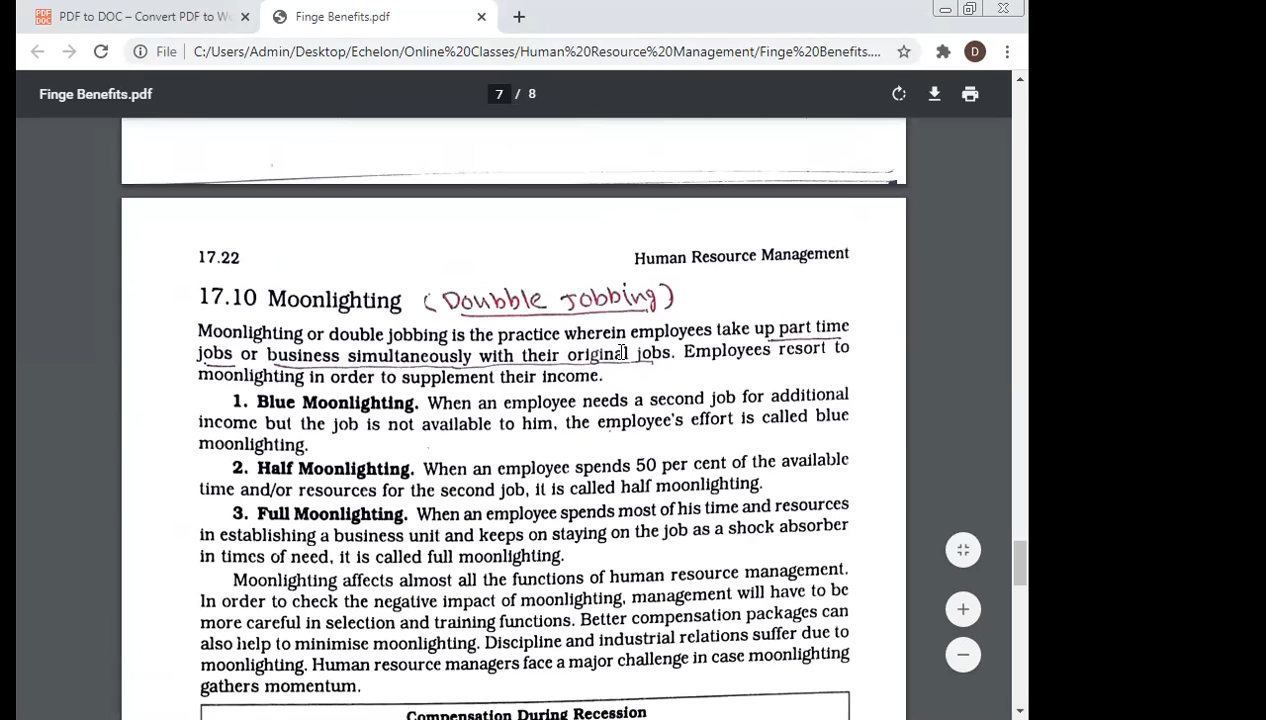 PDF to DOC – Convert PDF to Wo
Finge Benefits.pdf
File C:/Users/Admin/Desktop/Echelon/Online%20Classes/Human%20Resource%20Management/Finge%20Benefits....
D
Finge Benefits.pdf
7 / 8
17.22 Human Resource Management
17.10 Moonlighting (Doubble Jobbing)
Moonlighting or double jobbing is the practice wherein employees take up part time
jobs or business simultaneously with their original jobs. Employees resort to
moonlighting in order to supplement their income.
1. Blue Moonlighting. When an employee needs a second job for additional
income but the job is not available to him, the employee's effort is called blue
moonlighting.
2. Half Moonlighting. When an employee spends 50 per cent of the available
time and/or resources for the second job, it is called half moonlighting.
3. Full Moonlighting. When an employee spends most of his time and resources
in establishing a business unit and keeps on staying on the job as a shock absorber
in times of need, it is called full moonlighting.
Moonlighting affects almost all the functions of human resource management.
In order to check the negative impact of moonlighting, management will have to be
more careful in selection and training functions. Better compensation packages can
also help to minimise moonlighting. Discipline and industrial relations suffer due to
moonlighting. Human resource managers face a major challenge in case moonlighting
gathers momentum.
Compensation During Recession